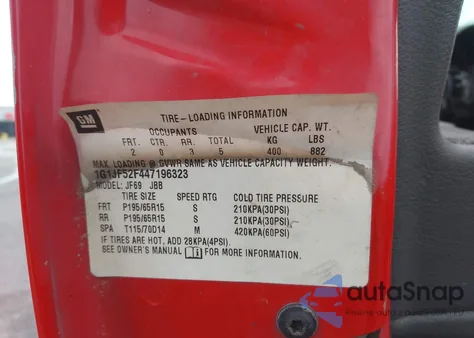 GM
TIRE-LOADING INFORMATION
OCCUPANTS VEHICLE CAP. WT.
FRT. CTR. RR. TOTAL KG LBS
2 0 3 5 400 882
MAX. LOADING @ GVWR SAME AS VEHICLE CAPACITY WEIGHT.
1G1JF52F447196323
MODEL: JF69 JBB
TIRE SIZE SPEED RTG COLD TIRE PRESSURE
FRT P195/65R15 S 210KPA(30PSI)
RR P195/65R15 S 210KPA(30PSI)
SPA T115/70D14 M 420KPA(60PSI)
IF TIRES ARE HOT, ADD 28KPA(4PSI).
SEE OWNER'S MANUAL i FOR MORE INFORMATION.
autoSnap